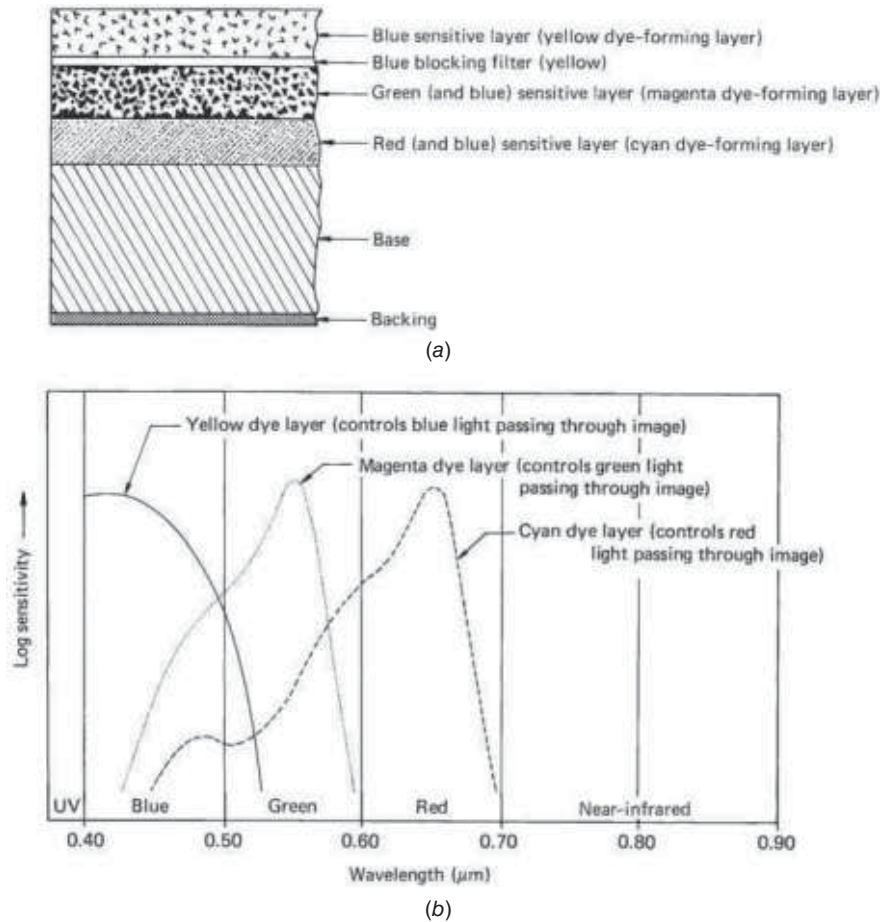 Blue sensitive layer (yellow dye-forming layer)
Blue blocking filter (yellow)
Green (and blue) sensitive layer (magenta dye-forming layer)
Red (and blue) sensitive layer (cyan dye-forming layer)
Base
Backing
(a)
Yellow dye layer (controls blue light passing through image)
Magenta dye layer (controls green light
passing through image)
Cyan dye layer (controls red
light passing through image)
Log sensitivity
UV Blue Green Red Near-infrared
0.40 0.50 0.60 0.70 0.80 0.90
Wavelength (μm)
(b)